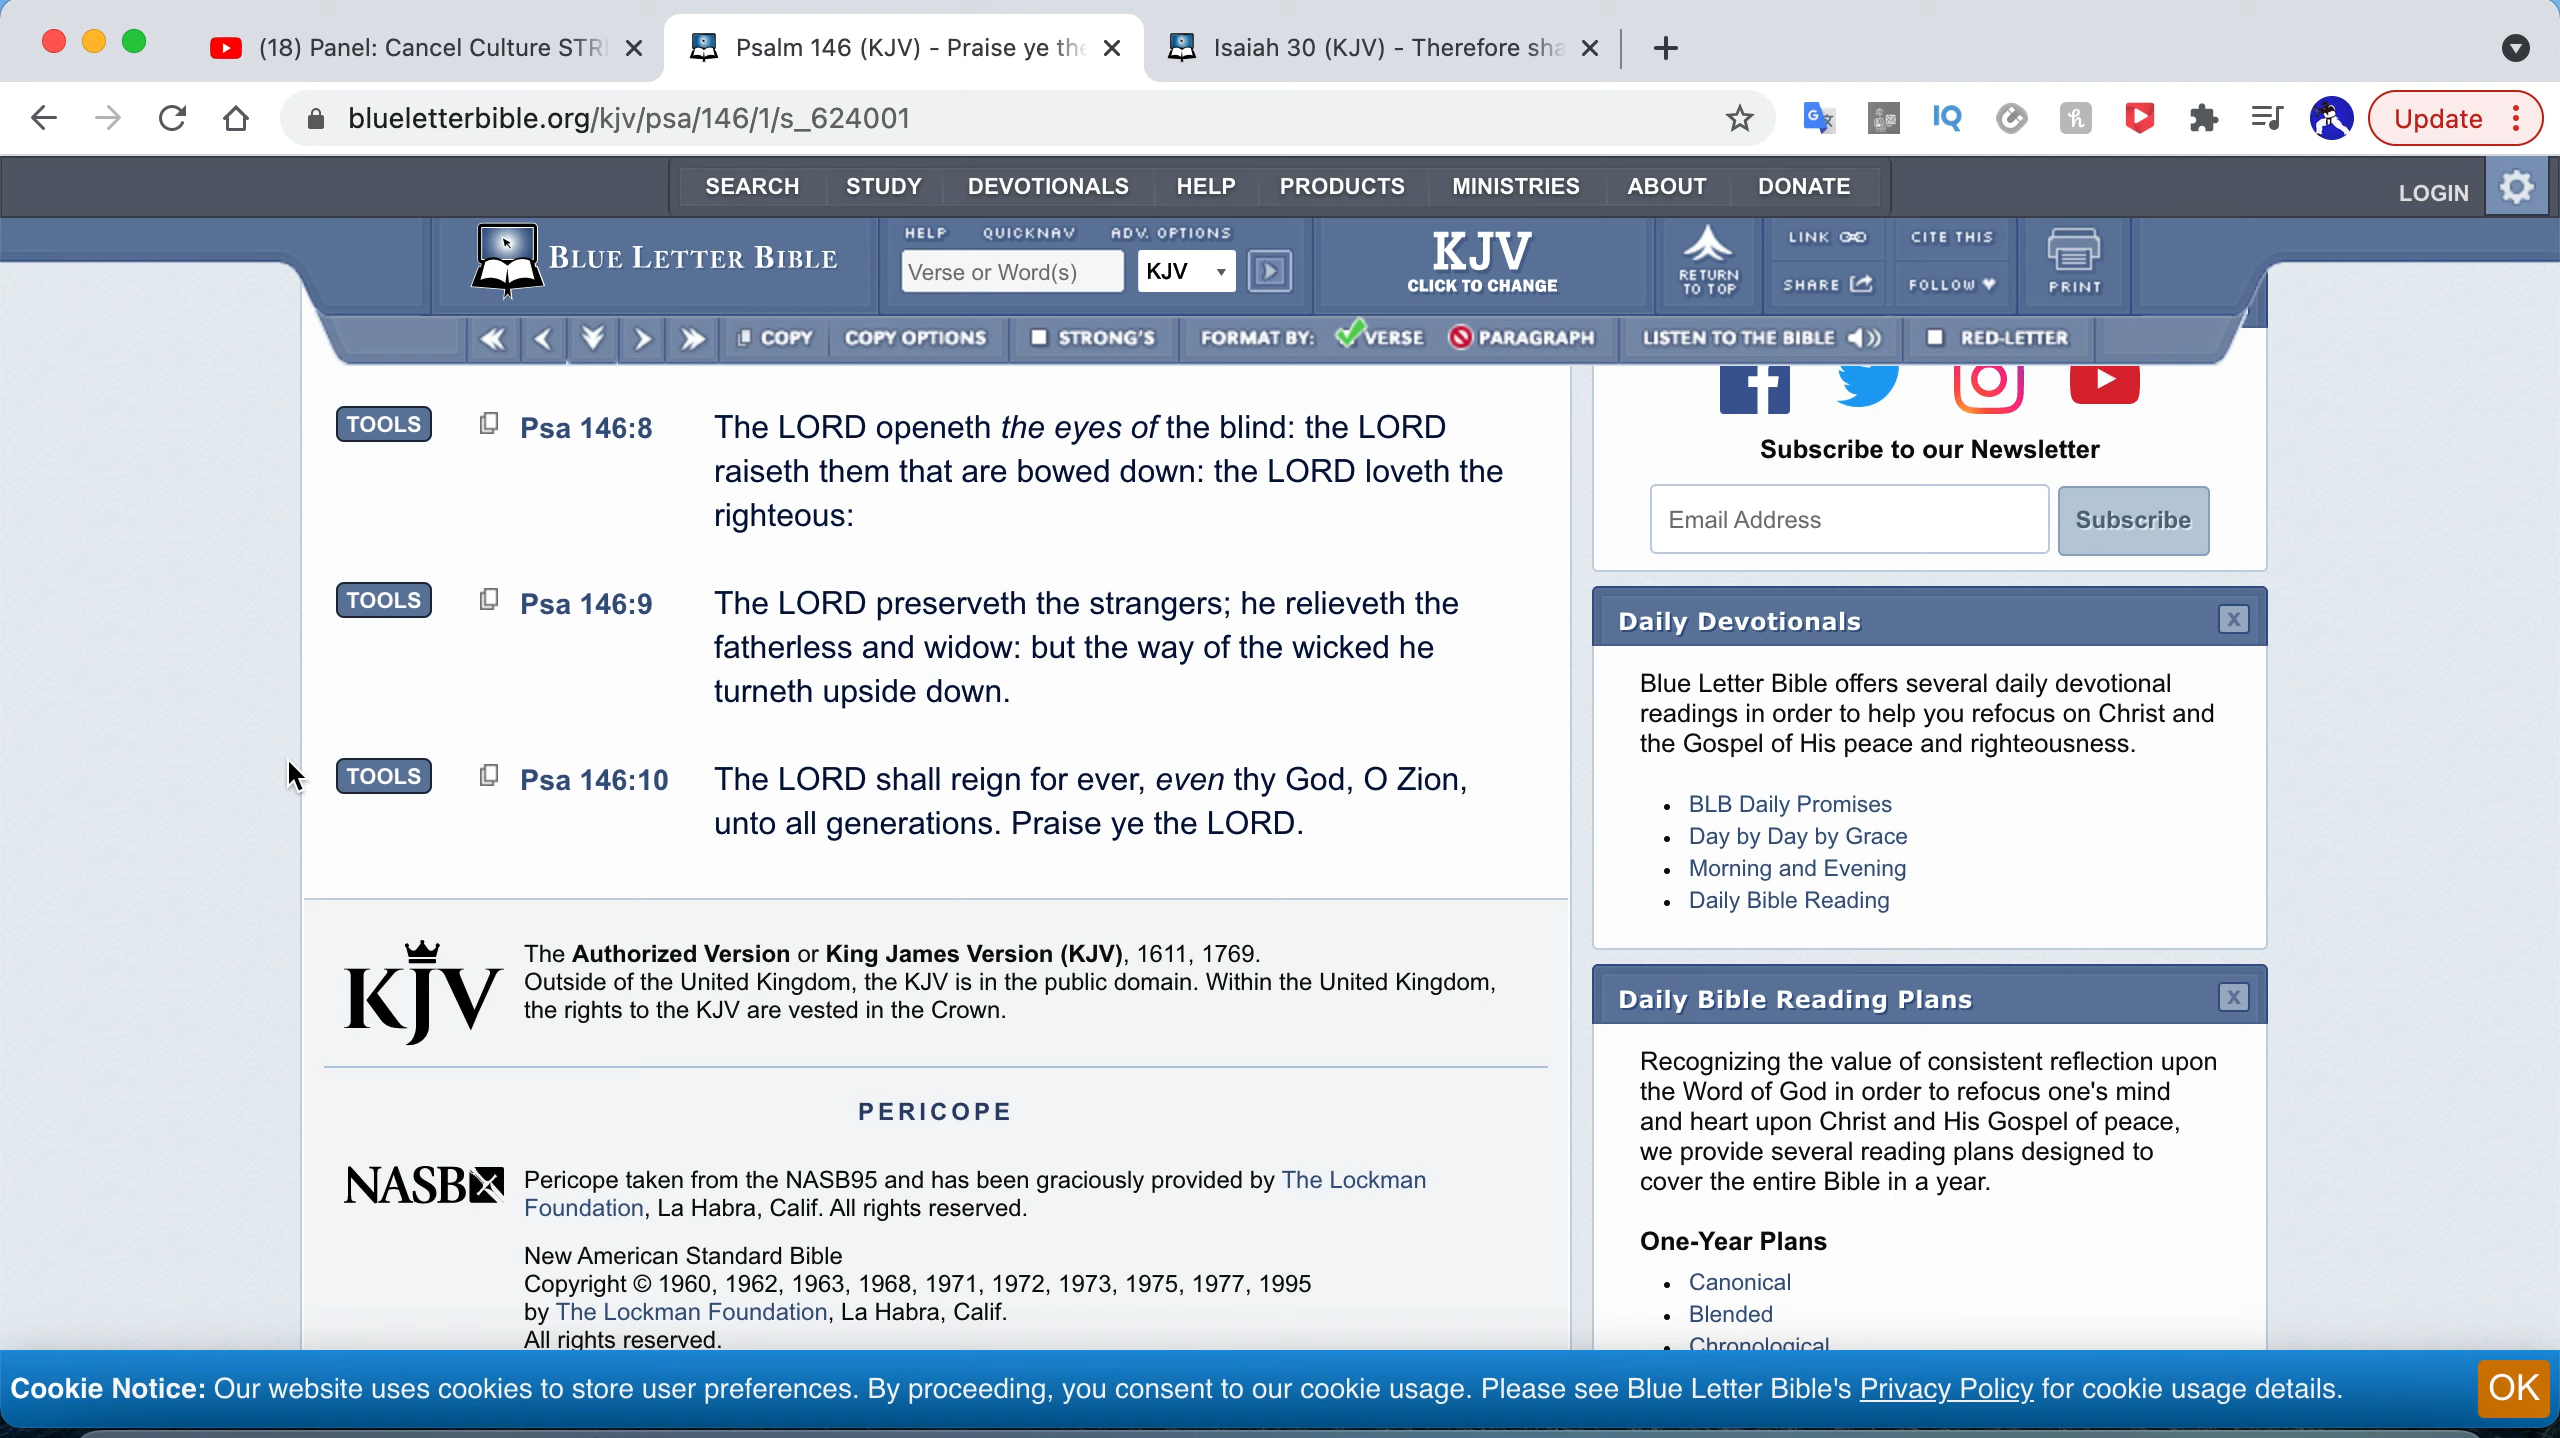 (18) Panel: Cancel Culture STRI
Psalm 146 (KJV) - Praise ye the
Isaiah 30 (KJV) - Therefore sha
blueletterbible.org/kjv/psa/146/1/s_624001
Update
SEARCH STUDY DEVOTIONALS HELP PRODUCTS MINISTRIES ABOUT DONATE
LOGIN
BLUE LETTER BIBLE
HELP QUICKNAV ADV. OPTIONS
Verse or Word(s)
KJV
KJV
CLICK TO CHANGE
RETURN
TO TOP
LINK
CITE THIS
SHARE
FOLLOW
PRINT
COPY COPY OPTIONS STRONG'S FORMAT BY: VERSE PARAGRAPH LISTEN TO THE BIBLE RED-LETTER
TOOLS Psa 146:8 The LORD openeth the eyes of the blind: the LORD
raiseth them that are bowed down: the LORD loveth the
righteous:
TOOLS Psa 146:9 The LORD preserveth the strangers; he relieveth the
fatherless and widow: but the way of the wicked he
turneth upside down.
TOOLS Psa 146:10 The LORD shall reign for ever, even thy God, O Zion,
unto all generations. Praise ye the LORD.
KJV
The Authorized Version or King James Version (KJV), 1611, 1769.
Outside of the United Kingdom, the KJV is in the public domain. Within the United Kingdom,
the rights to the KJV are vested in the Crown.
PERICOPE
NASB
Pericope taken from the NASB95 and has been graciously provided by The Lockman
Foundation, La Habra, Calif. All rights reserved.
New American Standard Bible
Copyright © 1960, 1962, 1963, 1968, 1971, 1972, 1973, 1975, 1977, 1995
by The Lockman Foundation, La Habra, Calif.
All rights reserved.
Subscribe to our Newsletter
Email Address
Subscribe
Daily Devotionals
X
Blue Letter Bible offers several daily devotional
readings in order to help you refocus on Christ and
the Gospel of His peace and righteousness.
• BLB Daily Promises
• Day by Day by Grace
• Morning and Evening
• Daily Bible Reading
Daily Bible Reading Plans
X
Recognizing the value of consistent reflection upon
the Word of God in order to refocus one's mind
and heart upon Christ and His Gospel of peace,
we provide several reading plans designed to
cover the entire Bible in a year.
One-Year Plans
• Canonical
• Blended
• Chronological
Cookie Notice: Our website uses cookies to store user preferences. By proceeding, you consent to our cookie usage. Please see Blue Letter Bible's Privacy Policy for cookie usage details.
OK